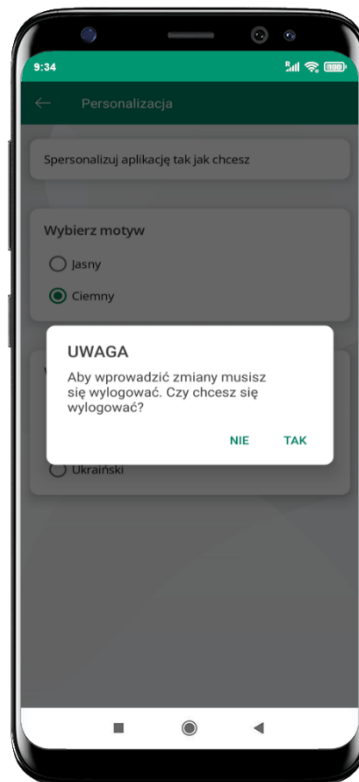 9:34
Personalizacja
Spersonalizuj aplikację tak jak chcesz
Wybierz motyw
Jasny
Ciemny
UWAGA
Aby wprowadzić zmiany musisz
się wylogować. Czy chcesz się
wylogować?
NIE TAK
Ukraiński